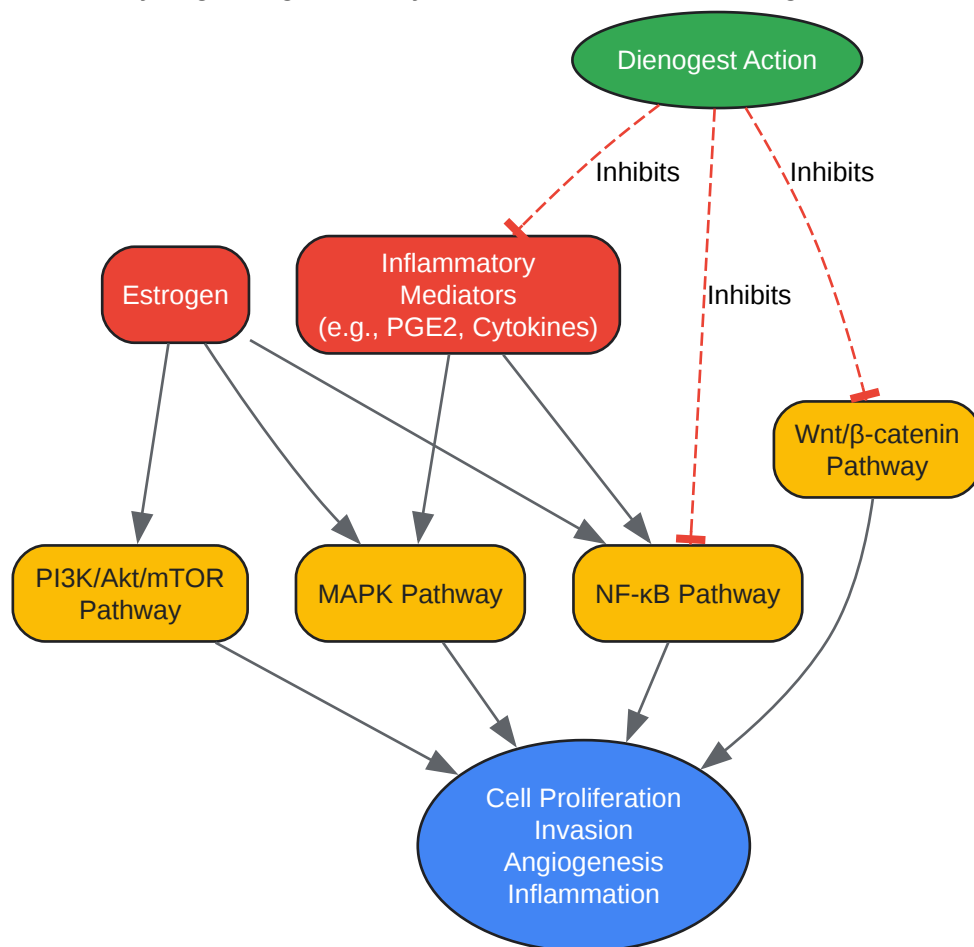 Dienogest Action
Inhibits
Inhibits
Inflammatory
Mediators
(e.g., PGE2, Cytokines)
Estrogen
Inhibits
Wnt/β-catenin
Pathway
PI3K/Akt/mTOR
Pathway
MAPK Pathway
NF-κB Pathway
Cell Proliferation
Invasion
Angiogenesis
Inflammation